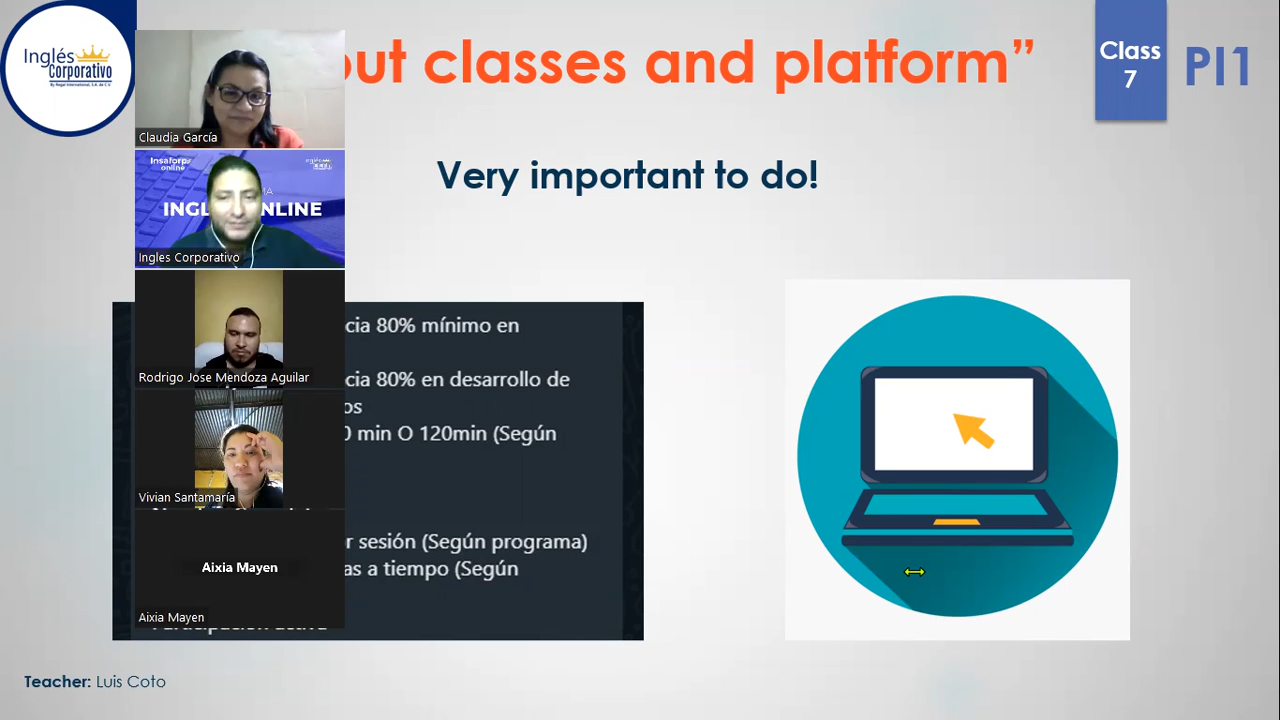 Inglés
Corporativo
By Regal International, S.A. de C.V.
out classes and platform”
Class
7
PI1
Very important to do!
Claudia García
Insaforp
online
INGL NLINE
Ingles Corporativo
Rodrigo Jose Mendoza Aguilar
Vivian Santamaría
Aixia Mayen
Aixia Mayen
cia 80% mínimo en
cia 80% en desarrollo de
os
0 min O 120min (Según
r sesión (Según programa)
as a tiempo (Según
Teacher: Luis Coto